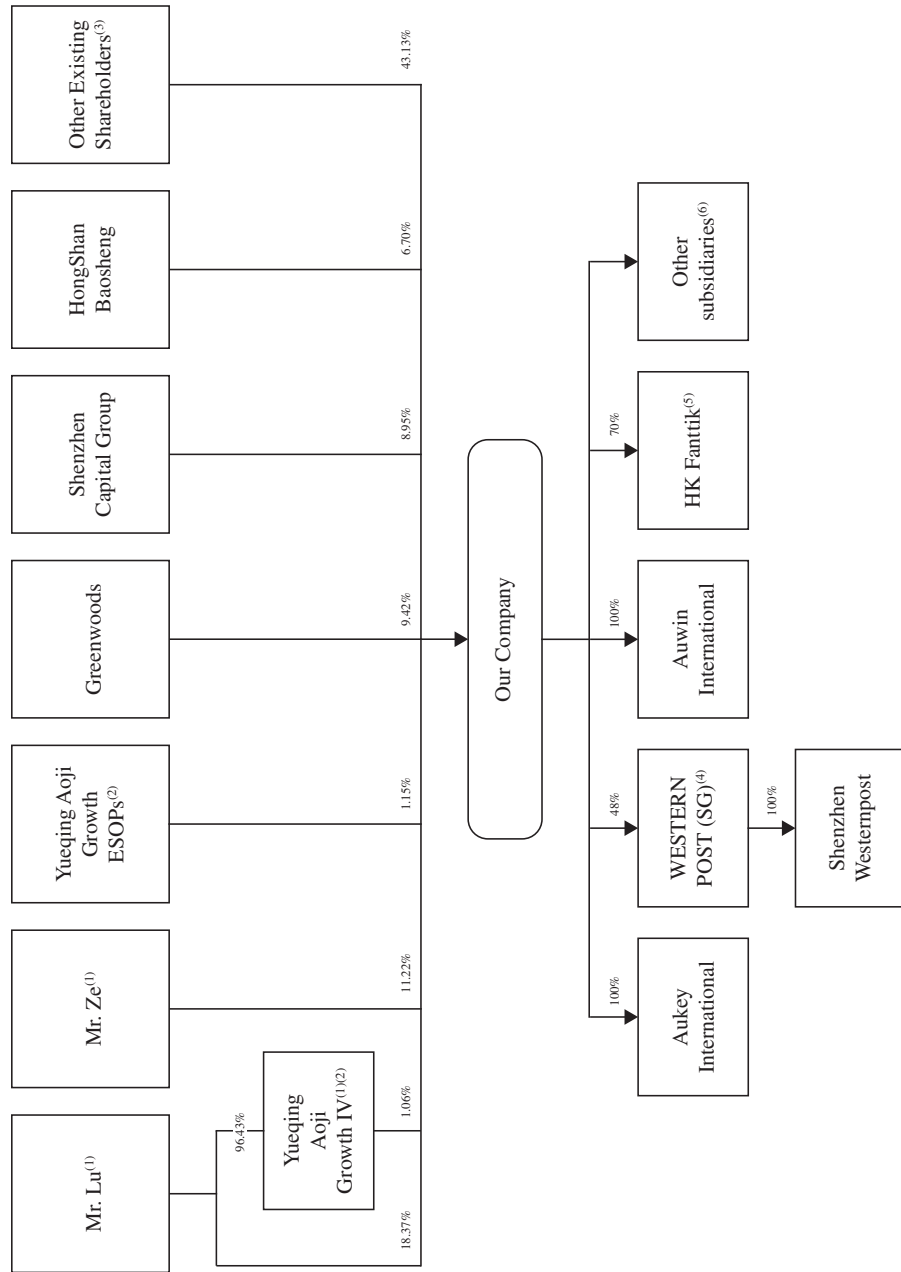 Mr. Lu(1)
Mr. Ze(1)
Yueqing Aoji
Growth
ESOPs(2)
Greenwoods
Shenzhen
Capital Group
HongShan
Baosheng
Other Existing
Shareholders(3)
96.43%
Yueqing
Aoji
Growth IV(1)(2)
18.37%
1.06%
11.22%
1.15%
9.42%
8.95%
6.70%
43.13%
Our Company
100%
48%
100%
70%
Aukey
International
WESTERN
POST (SG)(4)
Auwin
International
HK Fanttik(5)
Other
subsidiaries(6)
100%
Shenzhen
Westernpost